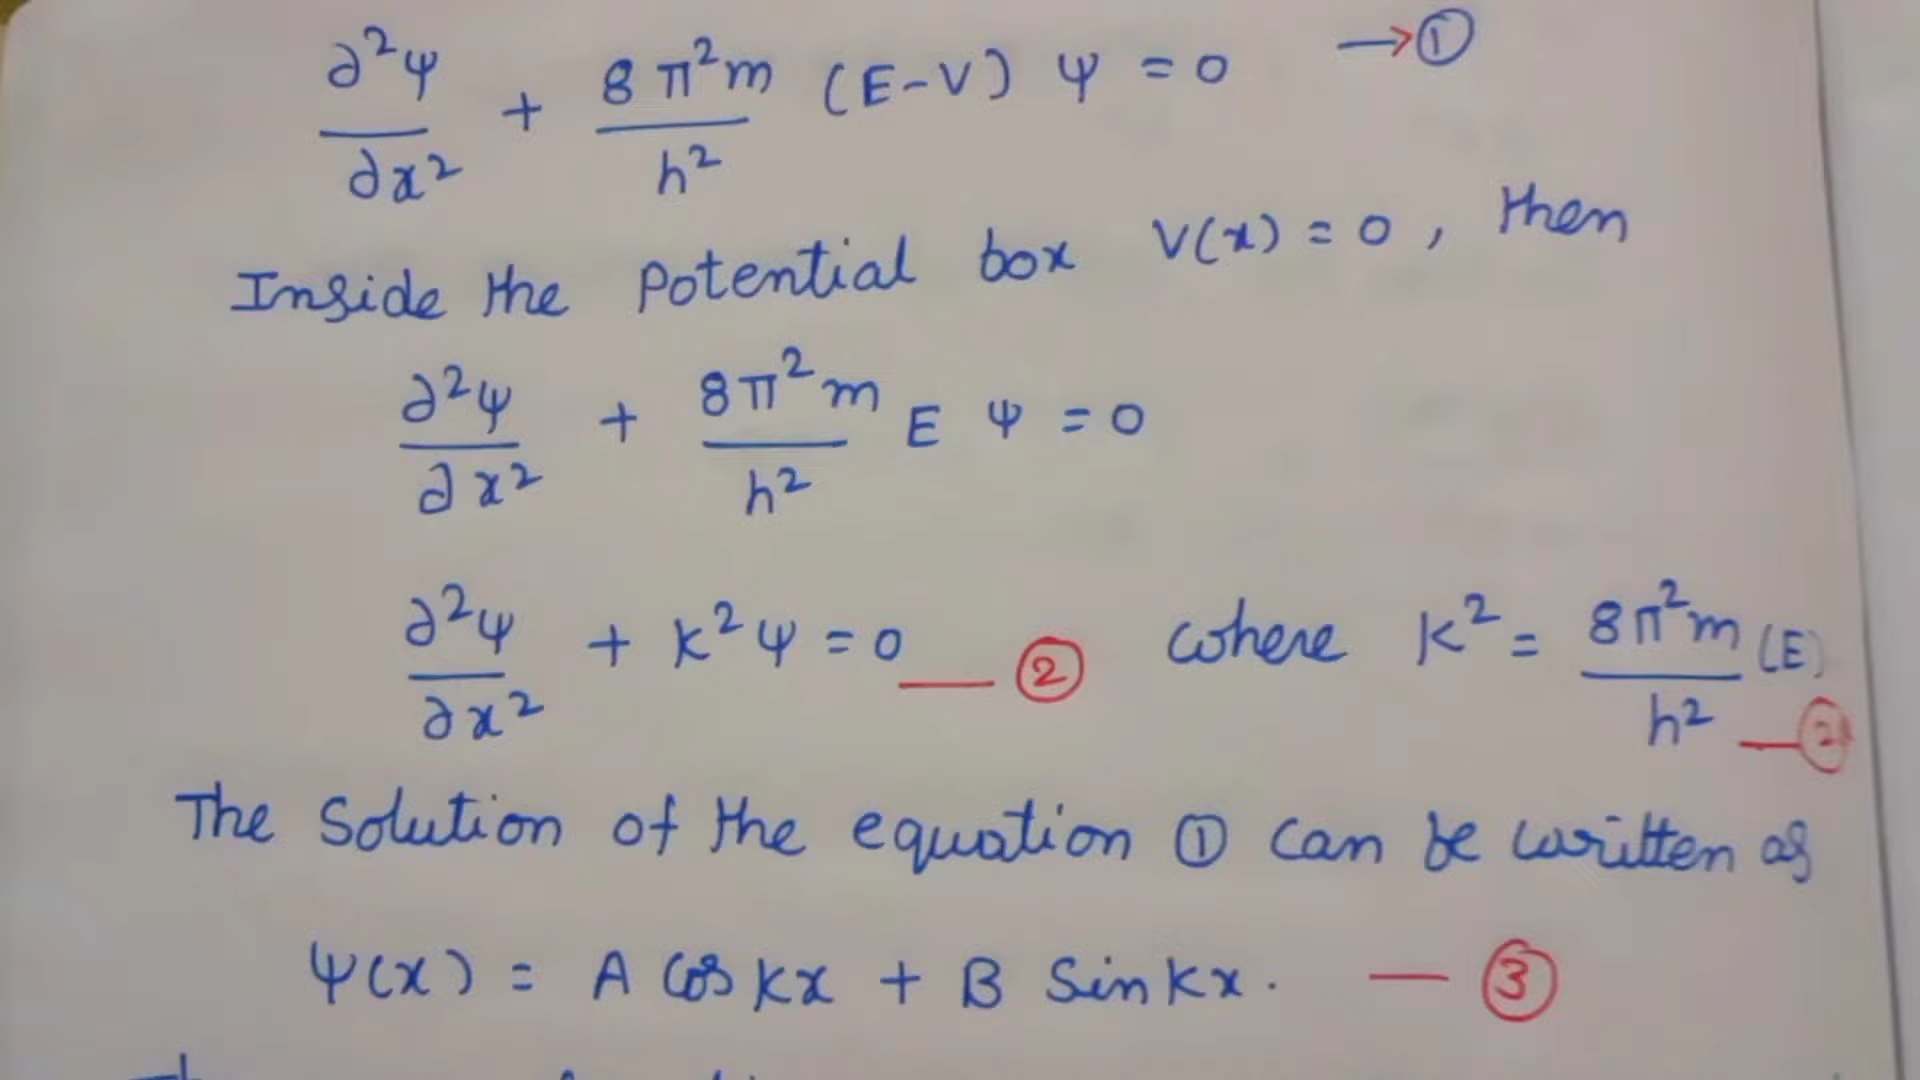 ∂²ψ/∂x² + 8π²m/h² (E-V) ψ = 0 → ①
Inside the Potential box V(x) = 0, then
∂²ψ/∂x² + 8π²m/h² E ψ = 0
∂²ψ/∂x² + K²ψ = 0 — ② where K² = 8π²m/h² (E) — ②
The Solution of the equation ① can be written as
ψ(x) = A Cos Kx + B Sin Kx. — ③